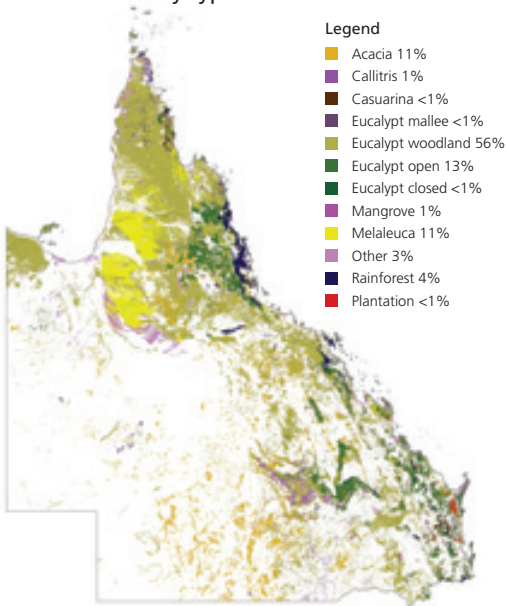 Legend
Acacia 11%
Callitris 1%
Casuarina <1%
Eucalypt mallee <1%
Eucalypt woodland 56%
Eucalypt open 13%
Eucalypt closed <1%
Mangrove 1%
Melaleuca 11%
Other 3%
Rainforest 4%
Plantation <1%